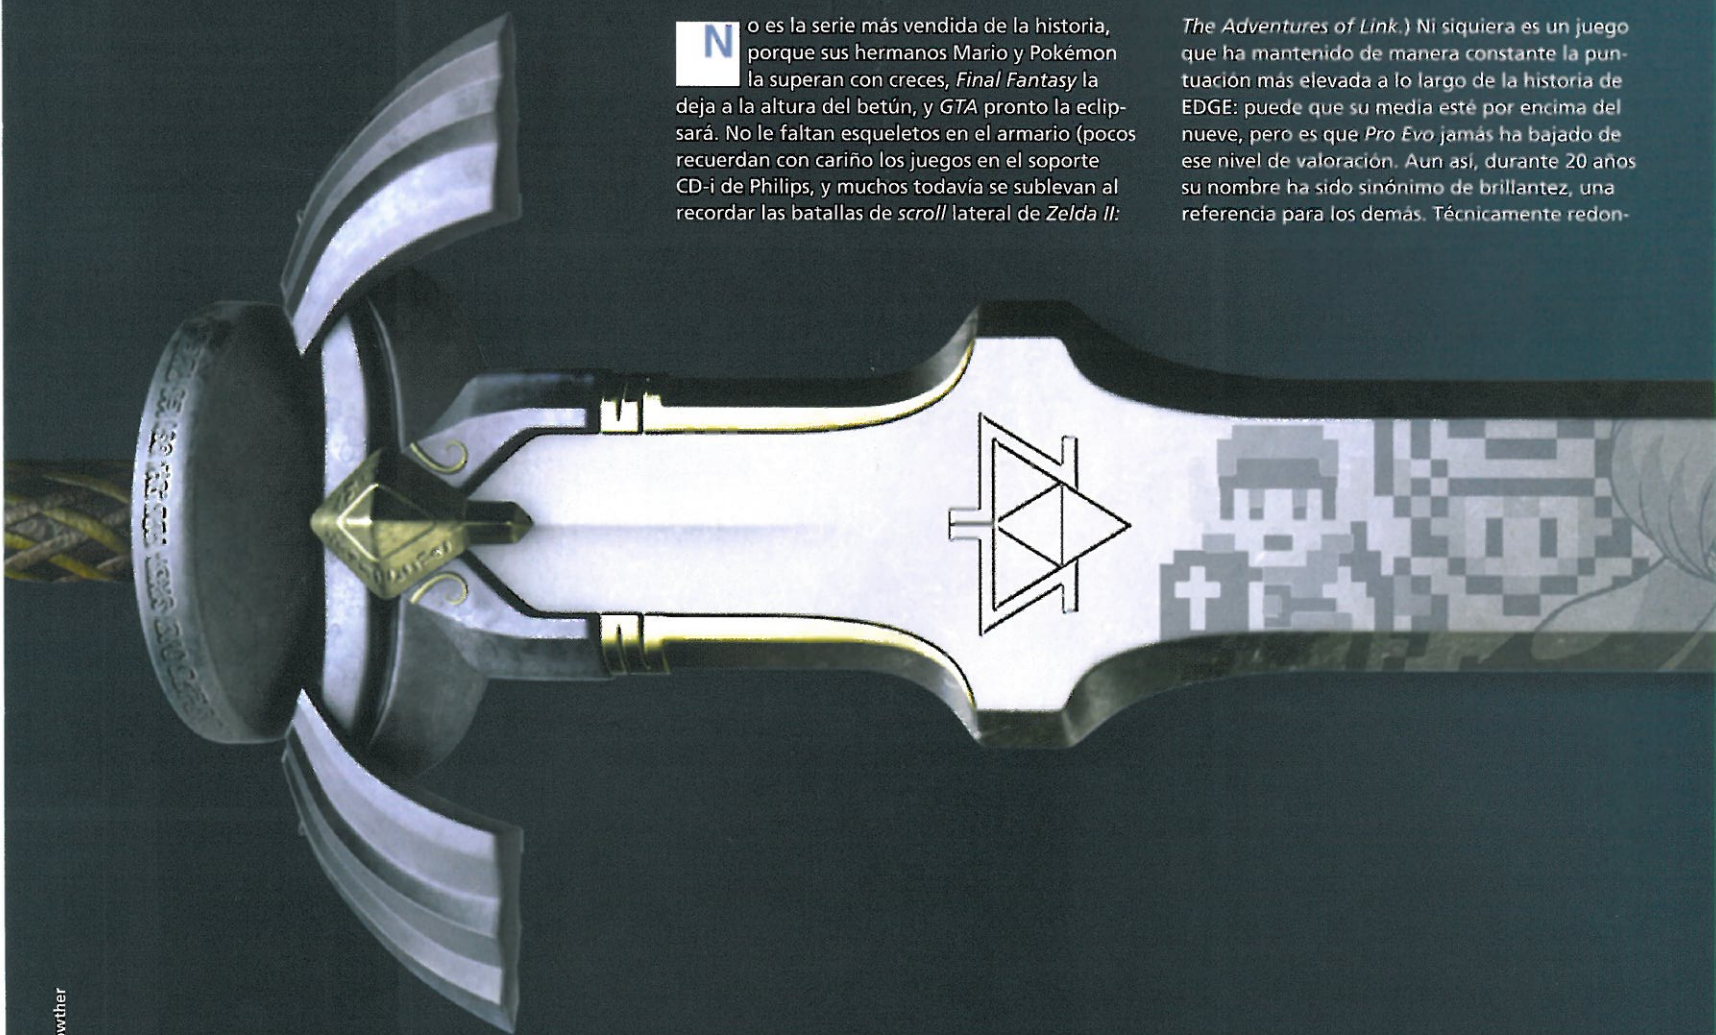 No es la serie más vendida de la historia,
porque sus hermanos Mario y Pokémon
la superan con creces, Final Fantasy la
deja a la altura del betún, y GTA pronto la eclip-
sará. No le faltan esqueletos en el armario (pocos
recuerdan con cariño los juegos en el soporte
CD-i de Philips, y muchos todavía se sublevan al
recordar las batallas de scroll lateral de Zelda II:
The Adventures of Link.) Ni siquiera es un juego
que ha mantenido de manera constante la pun-
tuación más elevada a lo largo de la historia de
EDGE: puede que su media esté por encima del
nueve, pero es que Pro Evo jamás ha bajado de
ese nivel de valoración. Aun así, durante 20 años
su nombre ha sido sinónimo de brillantez, una
referencia para los demás. Técnicamente redon-
wther